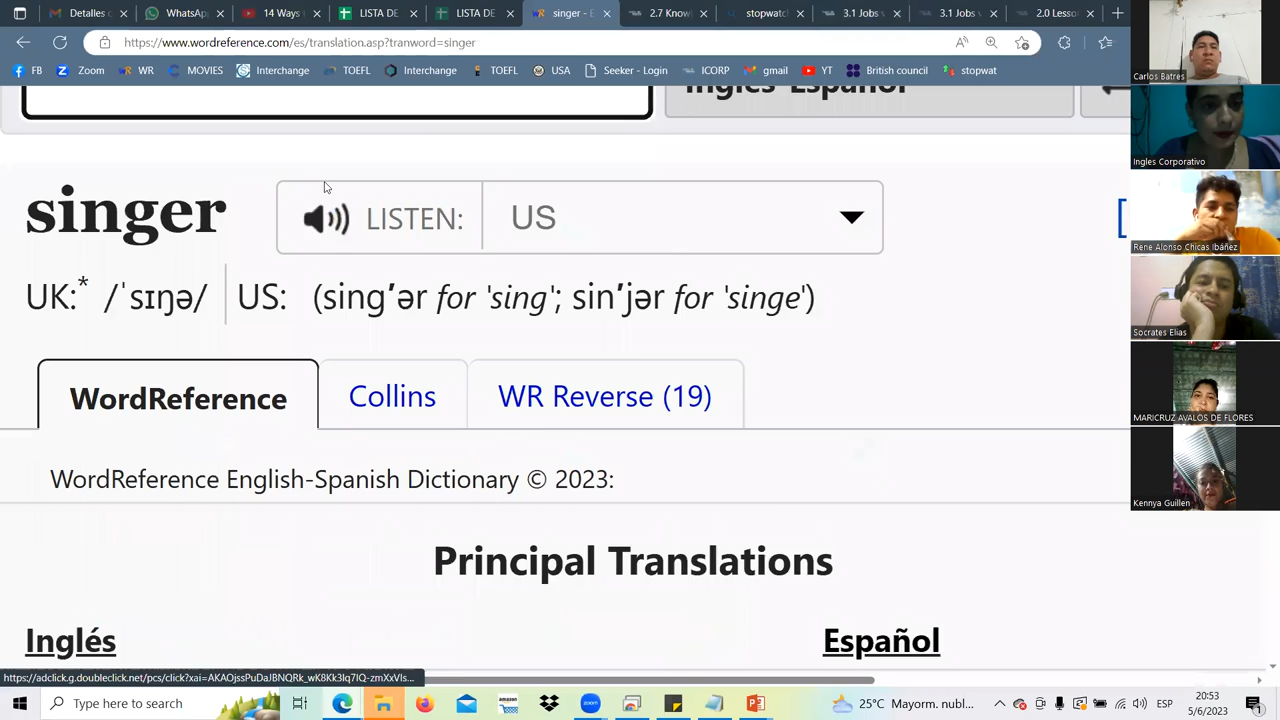 Detalles c
WhatsApp
14 Ways
LISTA DE
LISTA DE
singer - E
2.7 Know
stopwatc
3.1 Jobs v
3.1 Jobs v
2.0 Lesso
https://www.wordreference.com/es/translation.asp?tranword=singer
FB
Zoom
WR
MOVIES
Interchange
TOEFL
Interchange
TOEFL
USA
Seeker - Login
ICORP
gmail
YT
British council
stopwat
Inglés-Español
singer
LISTEN:
US
[
UK:* /ˈsɪŋə/
US: (sing′ər for 'sing'; sin′jər for 'singe')
WordReference
Collins
WR Reverse (19)
WordReference English-Spanish Dictionary © 2023:
Principal Translations
Inglés
Español
Carlos Batres
Ingles Corporativo
Rene Alonso Chicas Ibáñez
Socrates Elias
MARICRUZ AVALOS DE FLORES
Kennya Guillen
Type here to search
amazon
25°C Mayorm. nubl...
ESP
20:53
5/6/2023